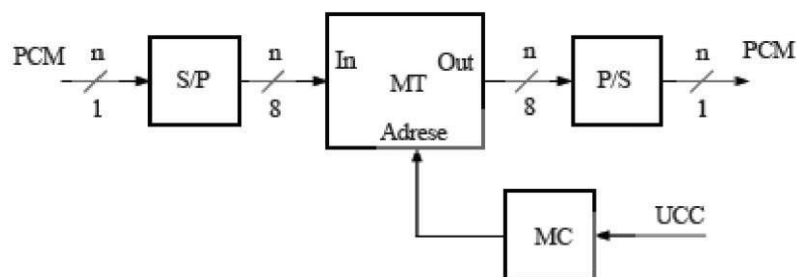 PCM n 1
S/P
n 8
In Out
MT
Adrese
n 8
P/S
n 1 PCM
MC
UCC